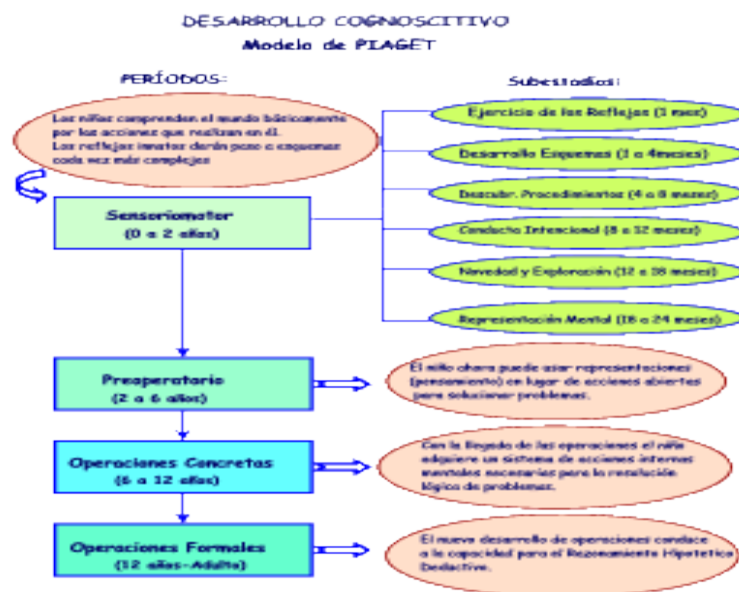 DESARROLLO COGNOSCITIVO
Modelo de PIAGET
PERÍODOS:
Subestadios:
Los niños comprenden el mundo básicamente
por las acciones que realizan en él.
Los reflejos innatos darán paso a esquemas
cada vez más complejos
Sensoriomotor
(0 a 2 años)
Ejercicio de los Reflejos (1 mes)
Desarrollo Esquemas (1 a 4meses)
Descubr. Procedimientos (4 a 8 meses)
Conducta Intencional (8 a 12 meses)
Novedad y Exploración (12 a 18 meses)
Representación Mental (18 a 24 meses)
Preoperatorio
(2 a 6 años)
El niño ahora puede usar representaciones
(pensamiento) en lugar de acciones abiertas
para solucionar problemas.
Operaciones Concretas
(6 a 12 años)
Con la llegada de las operaciones el niño
adquiere un sistema de acciones internas
mentales necesarias para la resolución
lógica de problemas.
Operaciones Formales
(12 años-Adulto)
El nuevo desarrollo de operaciones conduce
a la capacidad para el Razonamiento Hipotetico
Deductivo.